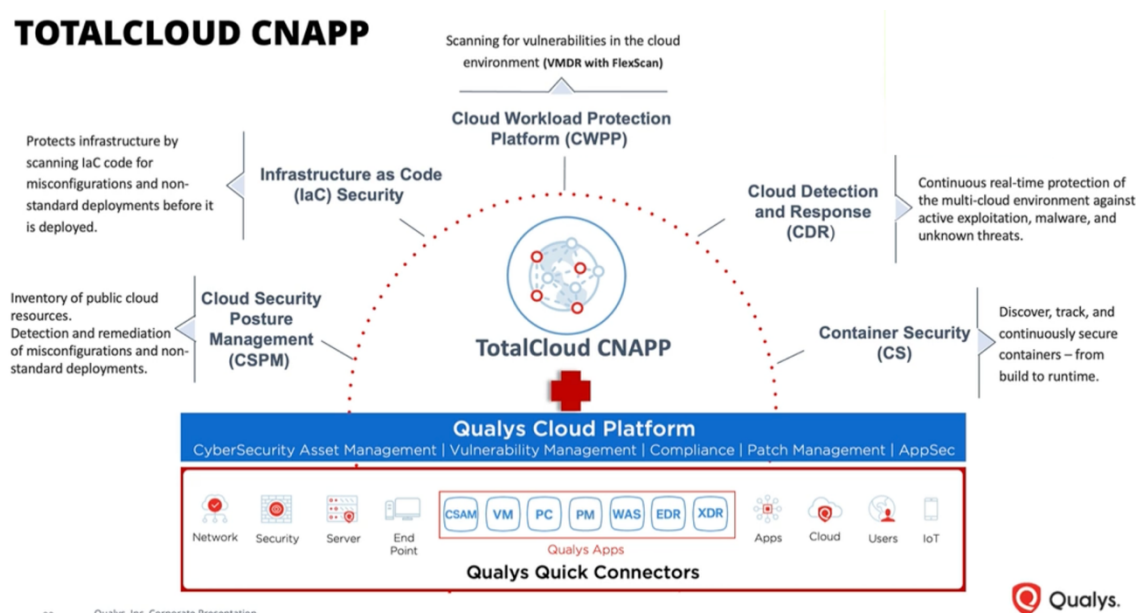 TOTALCLOUD CNAPP
Scanning for vulnerabilities in the cloud
environment (VMDR with FlexScan)
Cloud Workload Protection
Platform (CWPP)
Protects infrastructure by
scanning IaC code for
misconfigurations and non-
standard deployments before it
is deployed.
Infrastructure as Code
(IaC) Security
Cloud Detection
and Response
(CDR)
Continuous real-time protection of
the multi-cloud environment against
active exploitation, malware, and
unknown threats.
Inventory of public cloud
resources.
Detection and remediation
of misconfigurations and non-
standard deployments.
Cloud Security
Posture
Management
(CSPM)
TotalCloud CNAPP
Container Security
(CS)
Discover, track, and
continuously secure
containers – from
build to runtime.
Qualys Cloud Platform
CyberSecurity Asset Management | Vulnerability Management | Compliance | Patch Management | AppSec
Network
Security
Server
End
Point
CSAM
VM
PC
PM
WAS
EDR
XDR
Qualys Apps
Apps
Cloud
Users
IoT
Qualys Quick Connectors
Qualys, Inc. Corporate Presentation
Qualys.